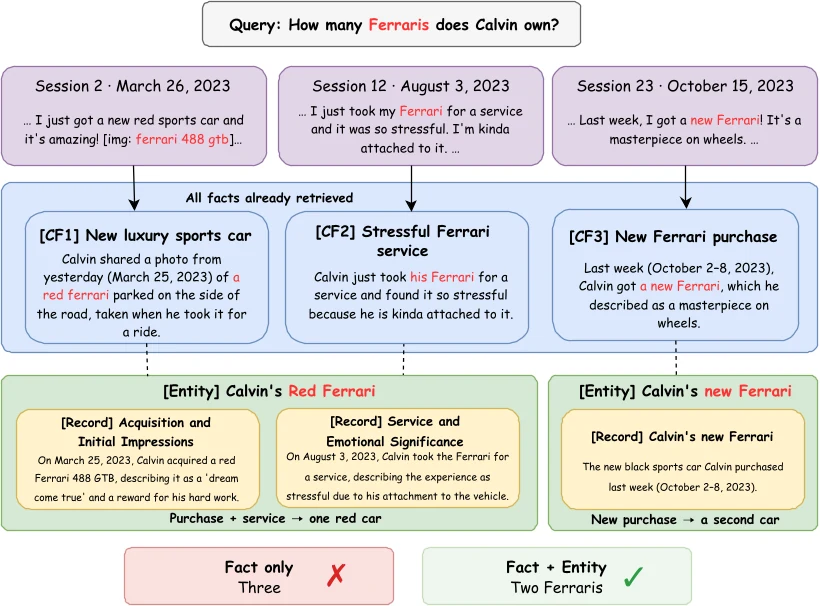 Query: How many Ferraris does Calvin own?
Session 2 · March 26, 2023
... I just got a new red sports car and
it's amazing! [img: ferrari 488 gtb]...
Session 12 · August 3, 2023
... I just took my Ferrari for a service
and it was so stressful. I'm kinda
attached to it. ...
Session 23 · October 15, 2023
... Last week, I got a new Ferrari! It's a
masterpiece on wheels. ...
All facts already retrieved
[CF1] New luxury sports car
Calvin shared a photo from
yesterday (March 25, 2023) of a
red ferrari parked on the side of
the road, taken when he took it for
a ride.
[CF2] Stressful Ferrari
service
Calvin just took his Ferrari for a
service and found it so stressful
because he is kinda attached to it.
[CF3] New Ferrari purchase
Last week (October 2–8, 2023),
Calvin got a new Ferrari, which he
described as a masterpiece on
wheels.
[Entity] Calvin's Red Ferrari
[Record] Acquisition and
Initial Impressions
On March 25, 2023, Calvin acquired a red
Ferrari 488 GTB, describing it as a 'dream
come true' and a reward for his hard work.
[Record] Service and
Emotional Significance
On August 3, 2023, Calvin took the Ferrari for
a service, describing the experience as
stressful due to his attachment to the vehicle.
Purchase + service → one red car
[Entity] Calvin's new Ferrari
[Record] Calvin's new Ferrari
The new black sports car Calvin purchased
last week (October 2–8, 2023).
New purchase → a second car
Fact only
Three
✗
Fact + Entity
Two Ferraris
✓